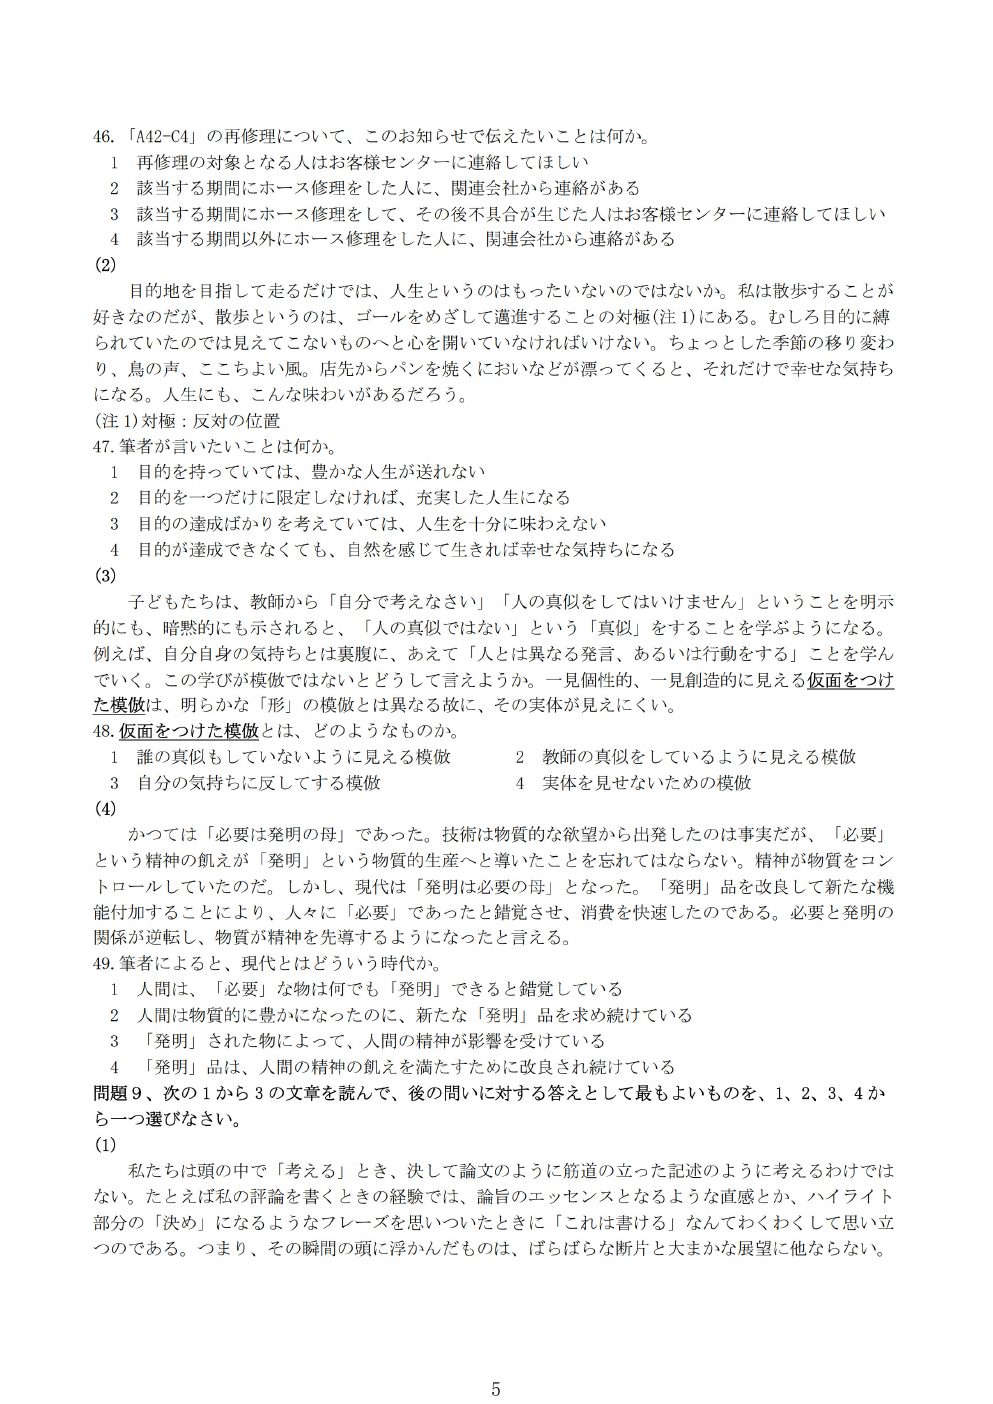 46. 「A42-C4」の再修理について、このお知らせで伝えたいことは何か。
1 再修理の対象となる人はお客様センターに連絡してほしい
2 該当する期間にホース修理をした人に、関連会社から連絡がある
3 該当する期間にホース修理をして、その後不具合が生じた人はお客様センターに連絡してほしい
4 該当する期間以外にホース修理をした人に、関連会社から連絡がある
(2)
目的地を目指して走るだけでは、人生というのはもったいないのではないか。私は散歩することが
好きなのだが、散歩というのは、ゴールをめざして邁進することの対極(注1)にある。むしろ目的に縛
られていたのでは見えてこないものへと心を開いていなければいけない。ちょっとした季節の移り変わ
り、鳥の声、ここちよい風。店先からパンを焼くにおいなどが漂ってくると、それだけで幸せな気持ち
になる。人生にも、こんな味わいがあるだろう。
(注1)対極：反対の位置
47.筆者が言いたいことは何か。
1 目的を持っていては、豊かな人生が送れない
2 目的を一つだけに限定しなければ、充実した人生になる
3 目的の達成ばかりを考えていては、人生を十分に味わえない
4 目的が達成できなくても、自然を感じて生きれば幸せな気持ちになる
(3)
子どもたちは、教師から「自分で考えなさい」「人の真似をしてはいけません」ということを明示
的にも、暗黙的にも示されると、「人の真似ではない」という「真似」をすることを学ぶようになる。
例えば、自分自身の気持ちとは裏腹に、あえて「人とは異なる発言、あるいは行動をする」ことを学ん
でいく。この学びが模倣ではないとどうして言えようか。一見個性的、一見創造的に見える仮面をつけ
た模倣は、明らかな「形」の模倣とは異なる故に、その実体が見えにくい。
48.仮面をつけた模倣とは、どのようなものか。
1 誰の真似もしていないように見える模倣 2 教師の真似をしているように見える模倣
3 自分の気持ちに反してする模倣 4 実体を見せないための模倣
(4)
かつては「必要は発明の母」であった。技術は物質的な欲望から出発したのは事実だが、「必要」
という精神の飢えが「発明」という物質的生産へと導いたことを忘れてはならない。精神が物質をコン
トロールしていたのだ。しかし、現代は「発明は必要の母」となった。「発明」品を改良して新たな機
能付加することにより、人々に「必要」であったと錯覚させ、消費を快速したのである。必要と発明の
関係が逆転し、物質が精神を先導するようになったと言える。
49.筆者によると、現代とはどういう時代か。
1 人間は、「必要」な物は何でも「発明」できると錯覚している
2 人間は物質的に豊かになったのに、新たな「発明」品を求め続けている
3 「発明」された物によって、人間の精神が影響を受けている
4 「発明」品は、人間の精神の飢えを満たすために改良され続けている
問題９、次の1から3の文章を読んで、後の問いに対する答えとして最もよいものを、1、2、3、4か
ら一つ選びなさい。
(1)
私たちは頭の中で「考える」とき、決して論文のように筋道の立った記述のように考えるわけでは
ない。たとえば私の評論を書くときの経験では、論旨のエッセンスとなるような直感とか、ハイライト
部分の「決め」になるようなフレーズを思いついたときに「これは書ける」なんてわくわくして思い立
つのである。つまり、その瞬間の頭に浮かんだものは、ばらばらな断片と大まかな展望に他ならない。
5